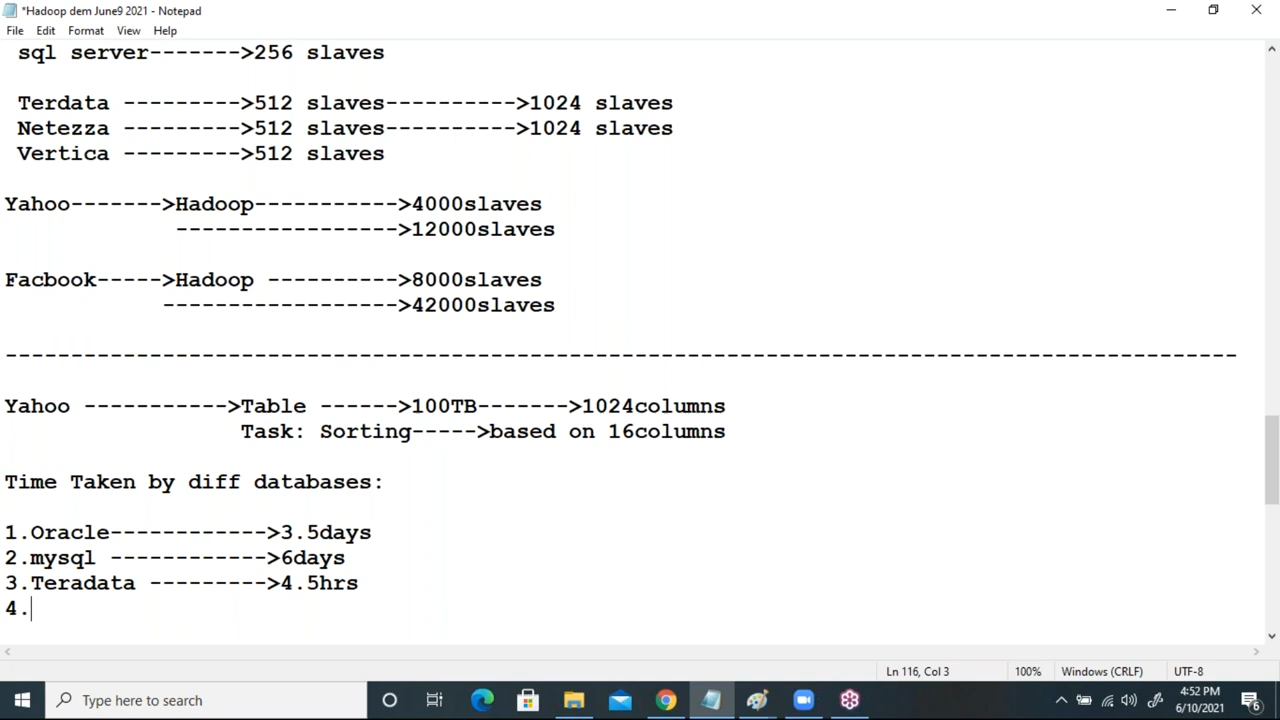 *Hadoop dem June9 2021 - Notepad
File Edit Format View Help
sql server------->256 slaves
Terdata --------->512 slaves---------->1024 slaves
Netezza --------->512 slaves---------->1024 slaves
Vertica --------->512 slaves
Yahoo------->Hadoop----------->4000slaves
----------------->12000slaves
Facbook----->Hadoop ---------->8000slaves
------------------>42000slaves
----------------------------------------------------------------------------------------------
Yahoo ----------->Table ------>100TB------->1024columns
Task: Sorting----->based on 16columns
Time Taken by diff databases:
1.Oracle------------>3.5days
2.mysql ------------>6days
3.Teradata --------->4.5hrs
4.
Ln 116, Col 3 100% Windows (CRLF) UTF-8
Type here to search
4:52 PM
6/10/2021
6